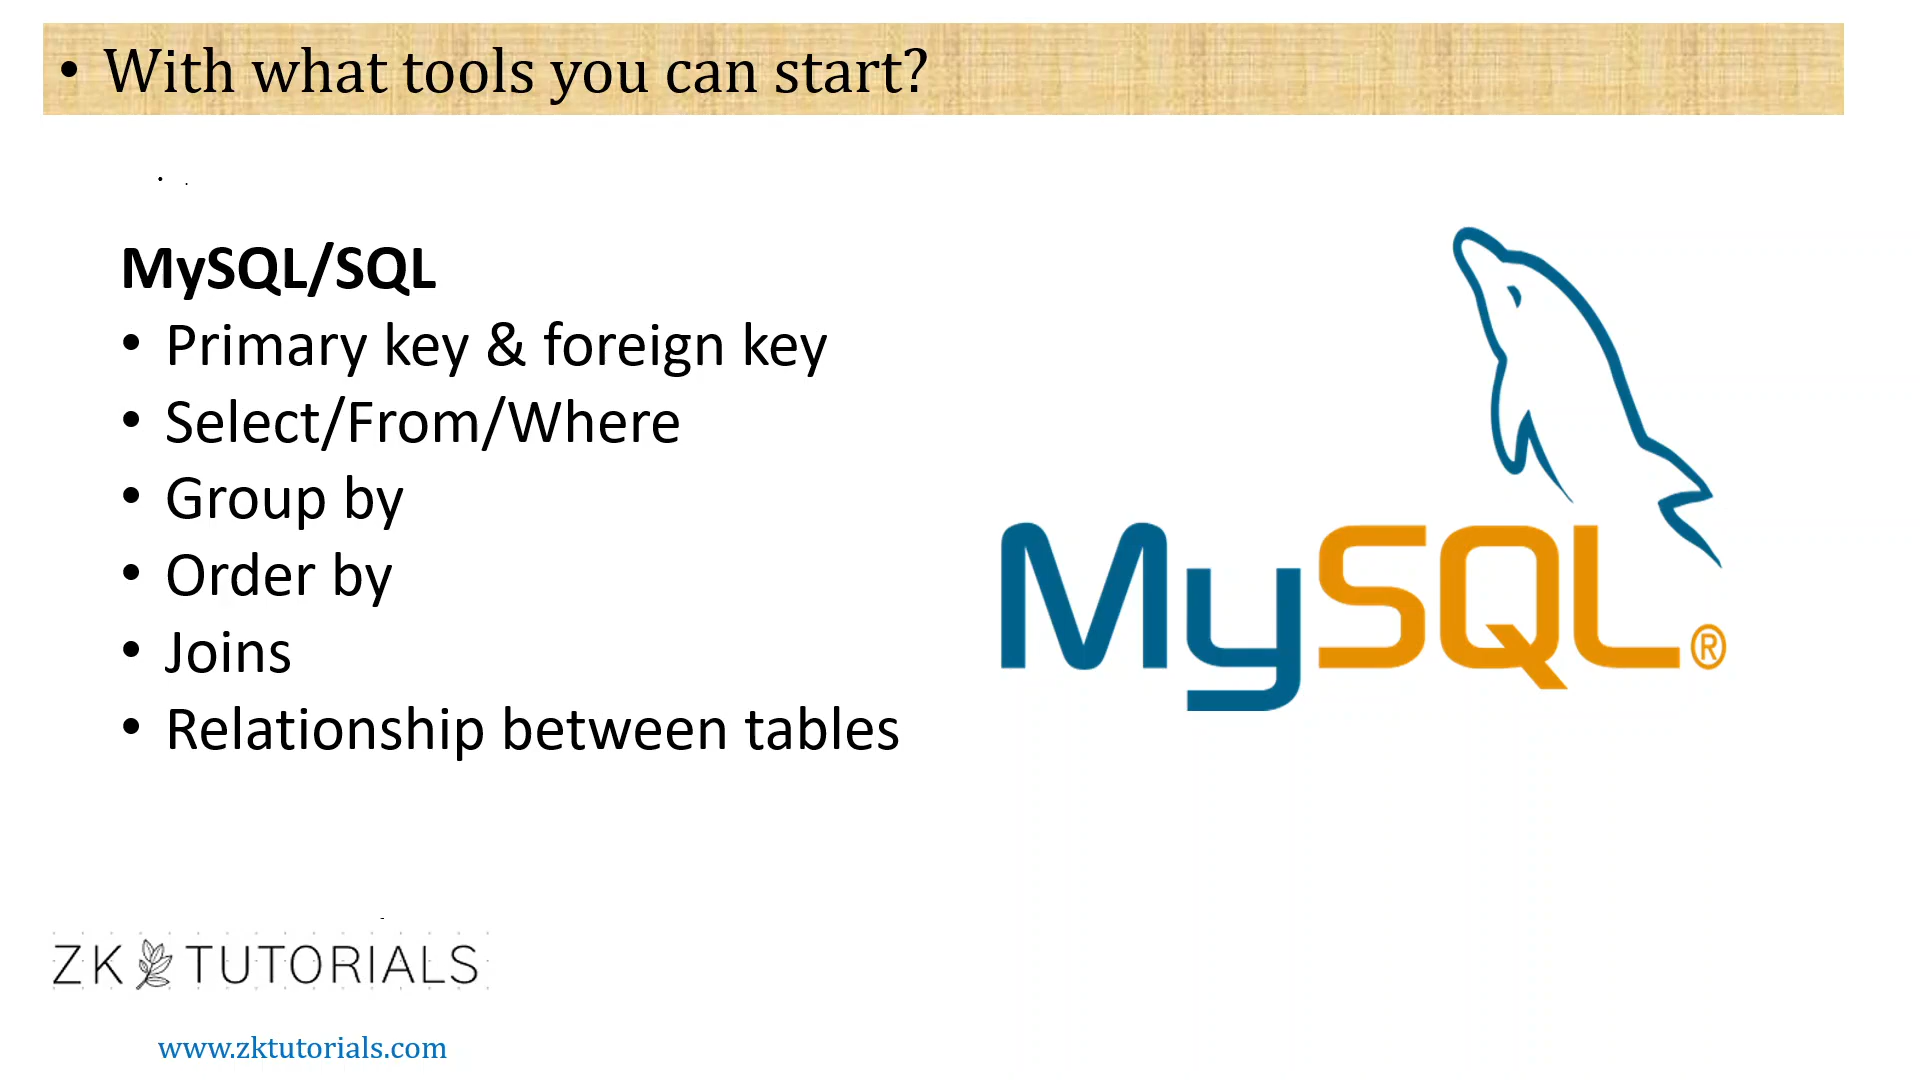 • With what tools you can start?
MySQL/SQL
• Primary key & foreign key
• Select/From/Where
• Group by
• Order by
• Joins
• Relationship between tables
MySQL®
ZK TUTORIALS
www.zktutorials.com